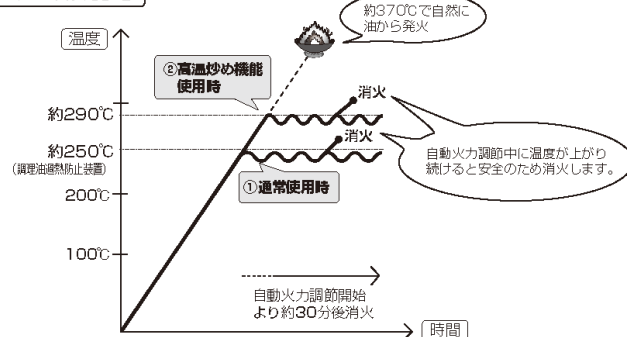 約370℃で自然に
油から発火
温度
②高温炒め機能
使用時
消火
約290℃
消火
約250℃
(調理油過熱防止装置)
自動火力調節中に温度が上がり
続けると安全のため消火します。
①通常使用時
200℃
100℃
自動火力調節開始
より約30分後消火
時間